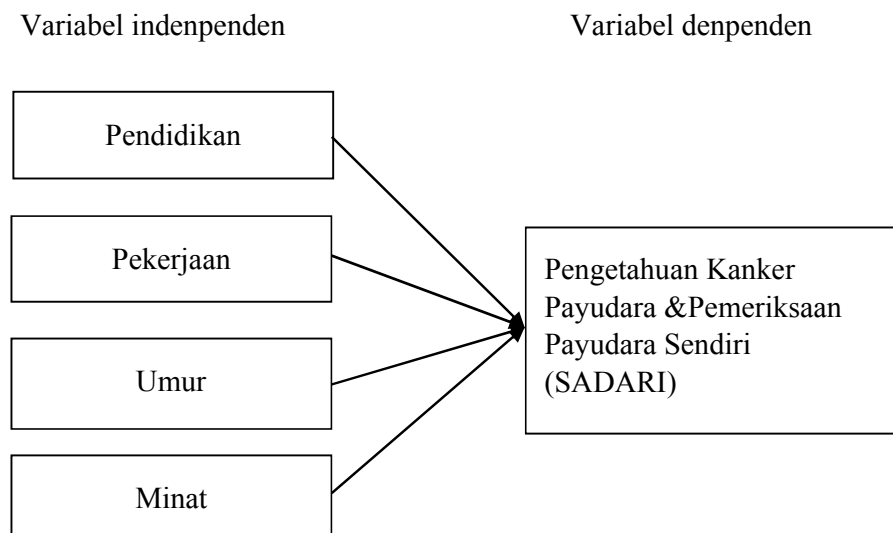 Variabel indenpenden
Variabel denpenden
Pendidikan
Pekerjaan
Umur
Minat
Pengetahuan Kanker
Payudara &Pemeriksaan
Payudara Sendiri
(SADARI)